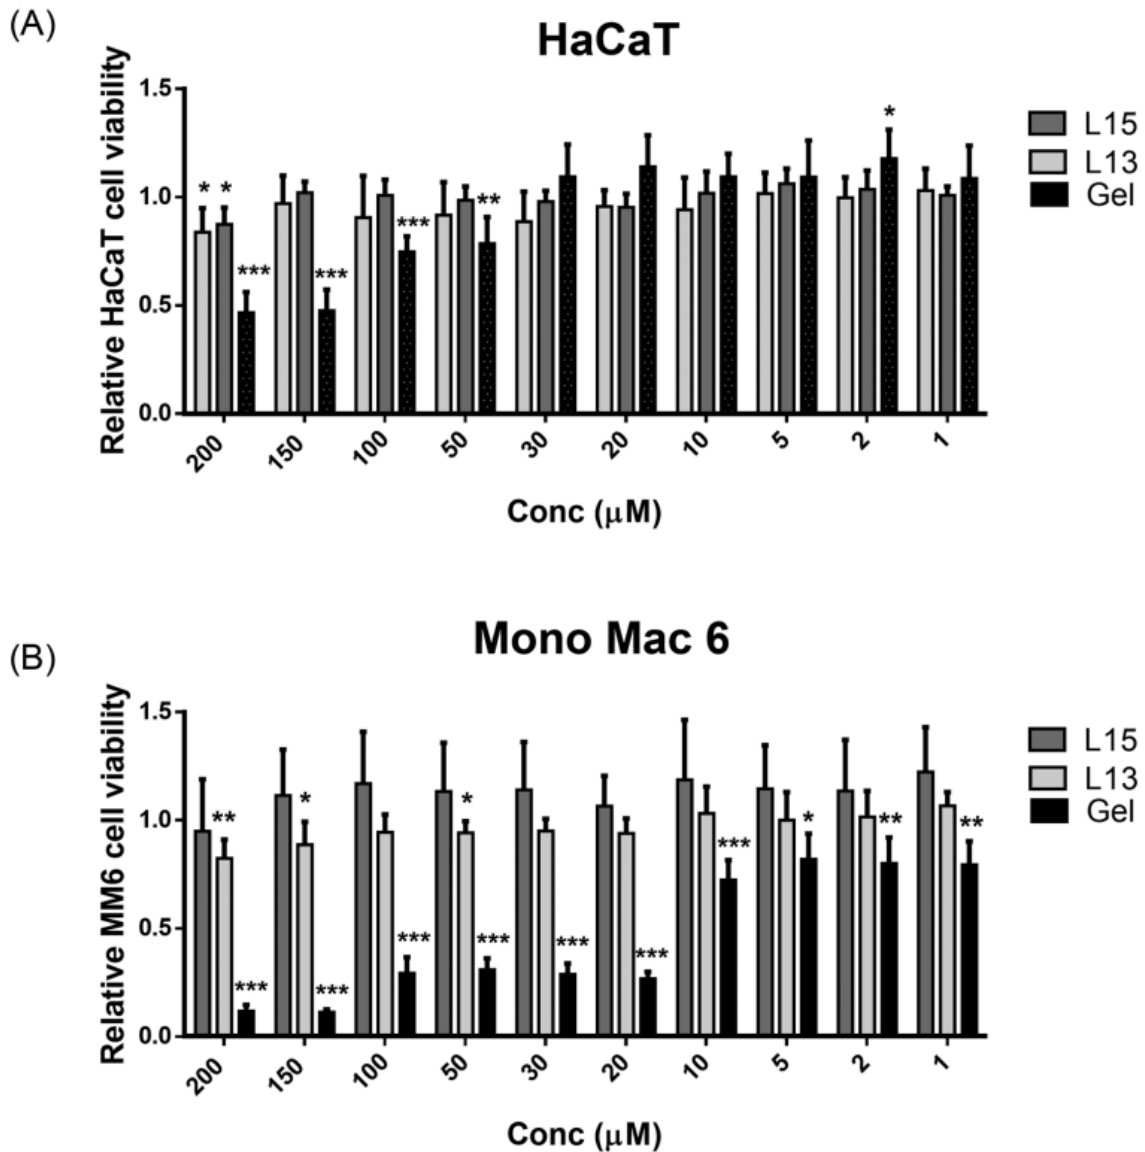 (A)
HaCaT
Relative HaCaT cell viability
1.5
1.0
0.5
0.0
* * *** *** *** ** *
L15
L13
Gel
200 150 100 50 30 20 10 5 2 1
Conc (μM)
(B)
Mono Mac 6
Relative MM6 cell viability
1.5
1.0
0.5
0.0
** *** * *** *** * *** *** *** *** * ** **
L15
L13
Gel
200 150 100 50 30 20 10 5 2 1
Conc (μM)